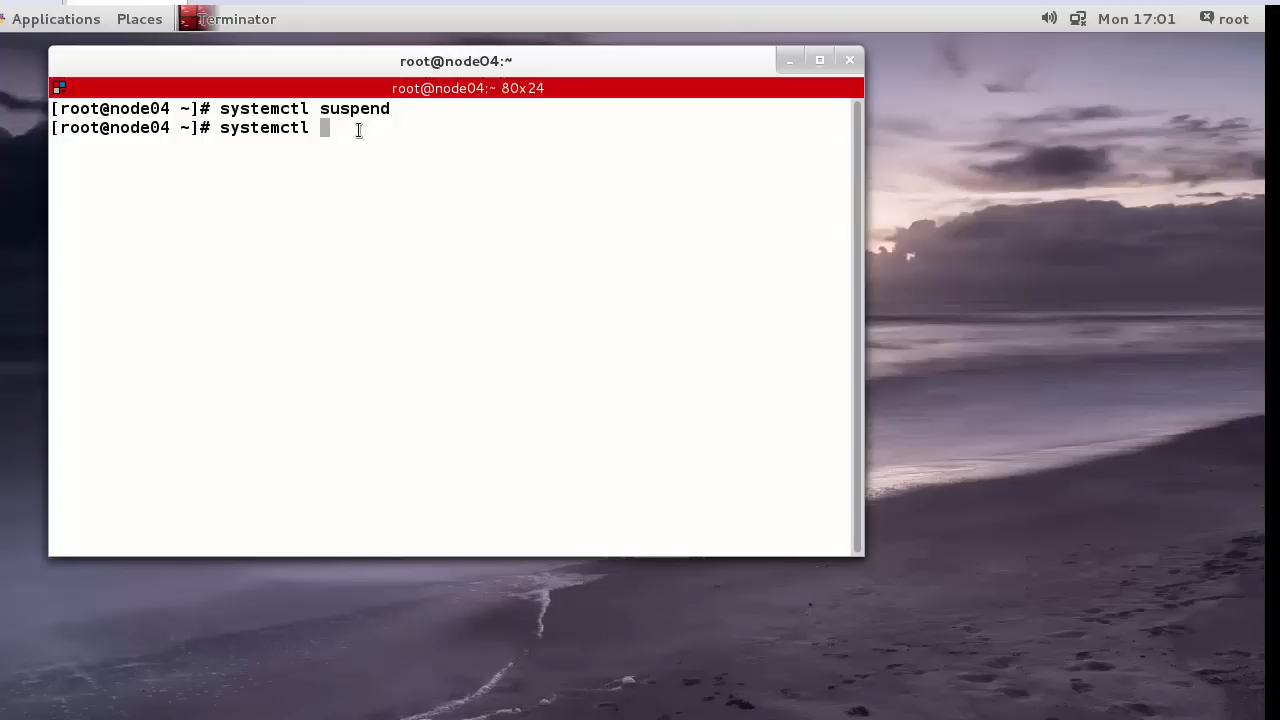 Applications Places Terminator Mon 17:01 root
root@node04:~
root@node04:~ 80x24
[root@node04 ~]# systemctl suspend
[root@node04 ~]# systemctl